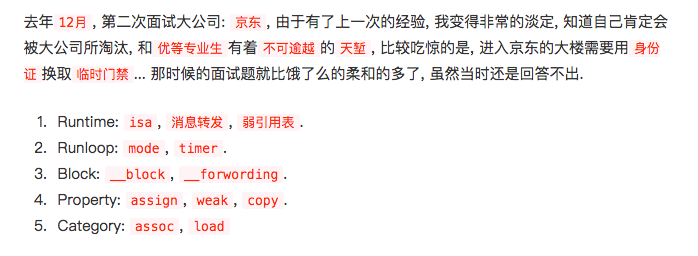 去年 12月 , 第二次面试大公司: 京东 , 由于有了上一次的经验, 我变得非常的淡定, 知道自己肯定会
被大公司所淘汰, 和 优等专业生 有着 不可逾越 的 天堑 , 比较吃惊的是, 进入京东的大楼需要用 身份
证 换取 临时门禁 ... 那时候的面试题就比饿了么的柔和的多了, 虽然当时还是回答不出.
1. Runtime: isa , 消息转发 , 弱引用表 .
2. Runloop: mode , timer .
3. Block: __block , __forwording .
4. Property: assign , weak , copy .
5. Category: assoc , load